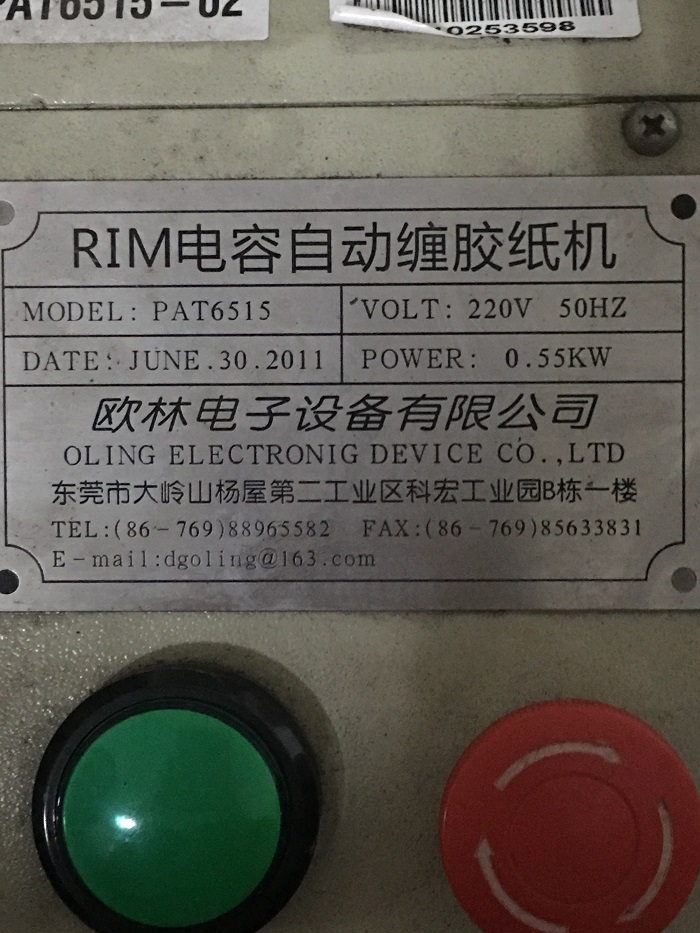 PAT6515-02
0253598
RIM电容自动缠胶纸机
MODEL: PAT6515 VOLT: 220V 50HZ
DATE: JUNE.30.2011 POWER: 0.55KW
欧林电子设备有限公司
OLING ELECTRONIG DEVICE CO.,LTD
东莞市大岭山杨屋第二工业区科宏工业园B栋一楼
TEL:(86-769)88965582 FAX:(86-769)85633831
E-mail:dgoling@163.com